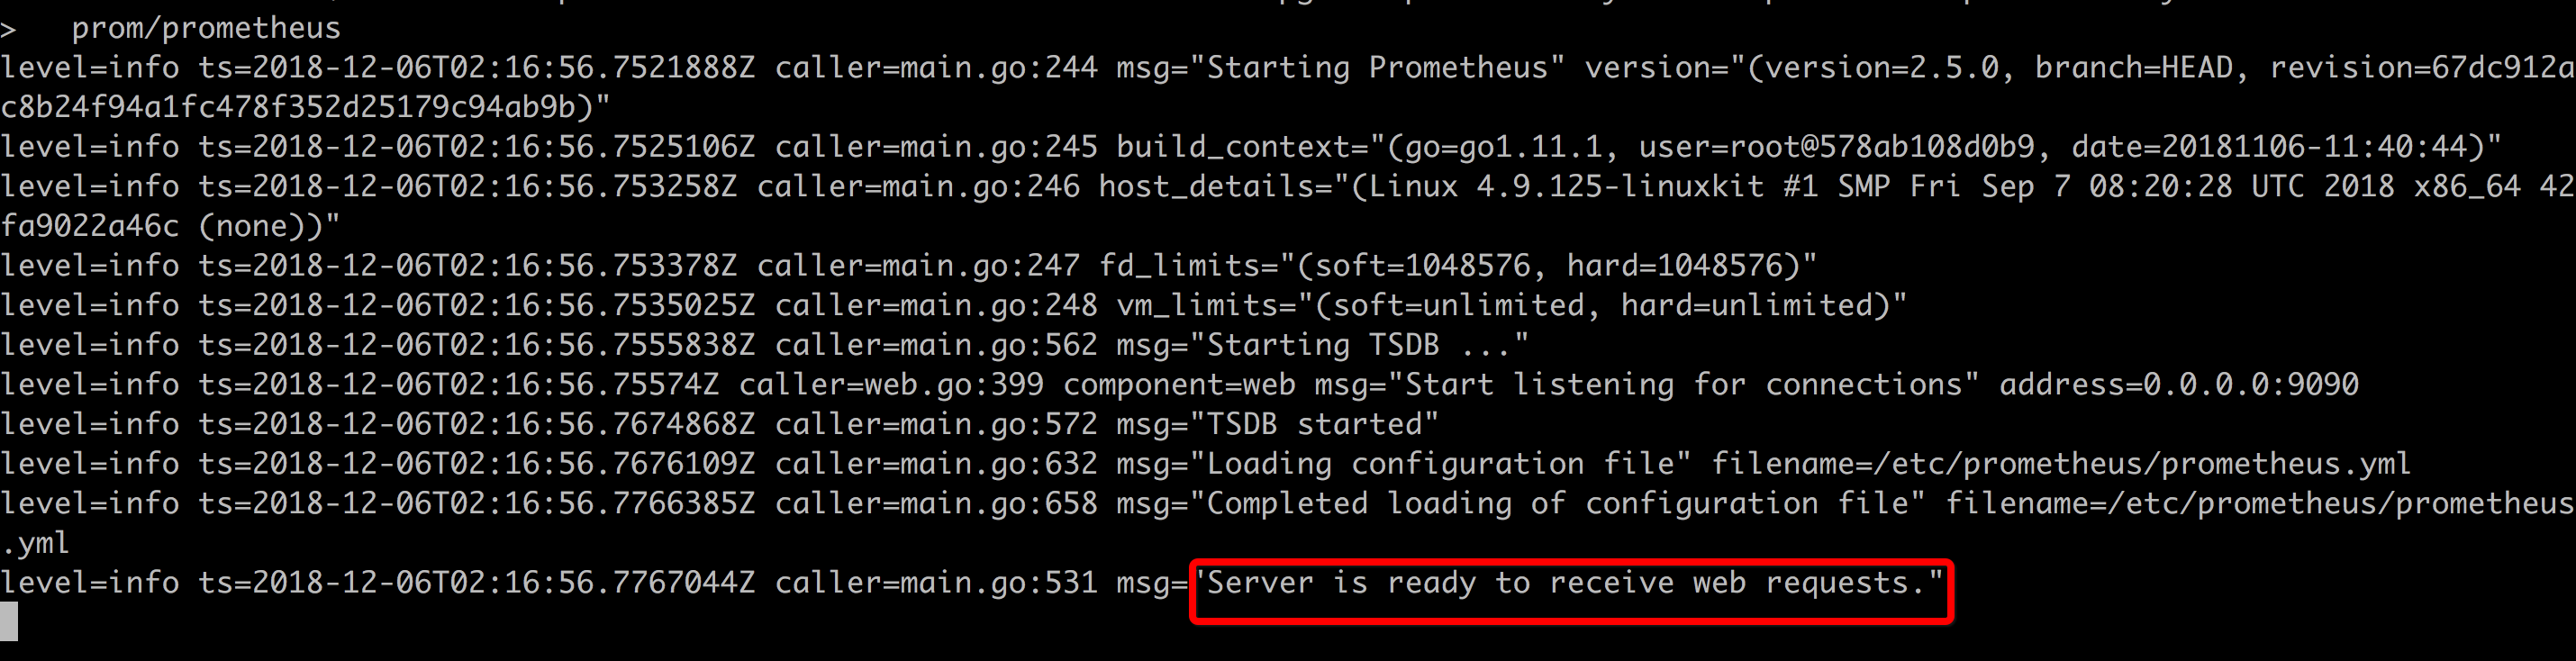 >   prom/prometheus
level=info ts=2018-12-06T02:16:56.7521888Z caller=main.go:244 msg="Starting Prometheus" version="(version=2.5.0, branch=HEAD, revision=67dc912a
c8b24f94a1fc478f352d25179c94ab9b)"
level=info ts=2018-12-06T02:16:56.7525106Z caller=main.go:245 build_context="(go=go1.11.1, user=root@578ab108d0b9, date=20181106-11:40:44)"
level=info ts=2018-12-06T02:16:56.753258Z caller=main.go:246 host_details="(Linux 4.9.125-linuxkit #1 SMP Fri Sep 7 08:20:28 UTC 2018 x86_64 42
fa9022a46c (none))"
level=info ts=2018-12-06T02:16:56.753378Z caller=main.go:247 fd_limits="(soft=1048576, hard=1048576)"
level=info ts=2018-12-06T02:16:56.7535025Z caller=main.go:248 vm_limits="(soft=unlimited, hard=unlimited)"
level=info ts=2018-12-06T02:16:56.7555838Z caller=main.go:562 msg="Starting TSDB ..."
level=info ts=2018-12-06T02:16:56.75574Z caller=web.go:399 component=web msg="Start listening for connections" address=0.0.0.0:9090
level=info ts=2018-12-06T02:16:56.7674868Z caller=main.go:572 msg="TSDB started"
level=info ts=2018-12-06T02:16:56.7676109Z caller=main.go:632 msg="Loading configuration file" filename=/etc/prometheus/prometheus.yml
level=info ts=2018-12-06T02:16:56.7766385Z caller=main.go:658 msg="Completed loading of configuration file" filename=/etc/prometheus/prometheus
.yml
level=info ts=2018-12-06T02:16:56.7767044Z caller=main.go:531 msg="Server is ready to receive web requests."